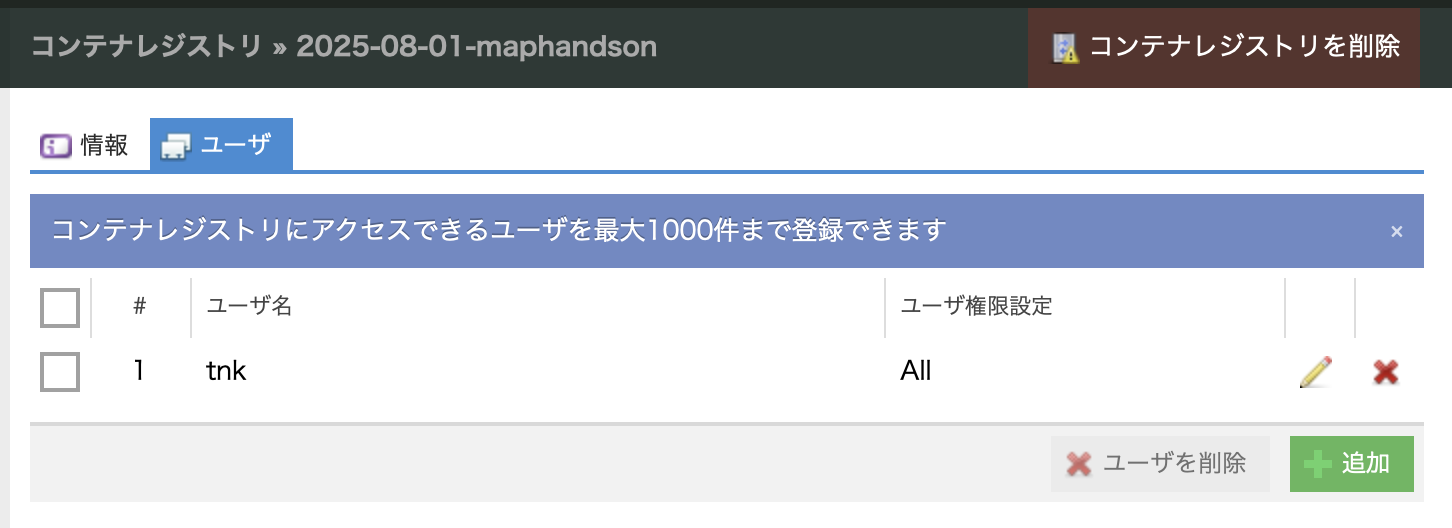 コンテナレジストリ » 2025-08-01-maphandson
コンテナレジストリを削除
情報 ユーザ
コンテナレジストリにアクセスできるユーザを最大1000件まで登録できます ×
# ユーザ名 ユーザ権限設定
1 tnk All
ユーザを削除 追加